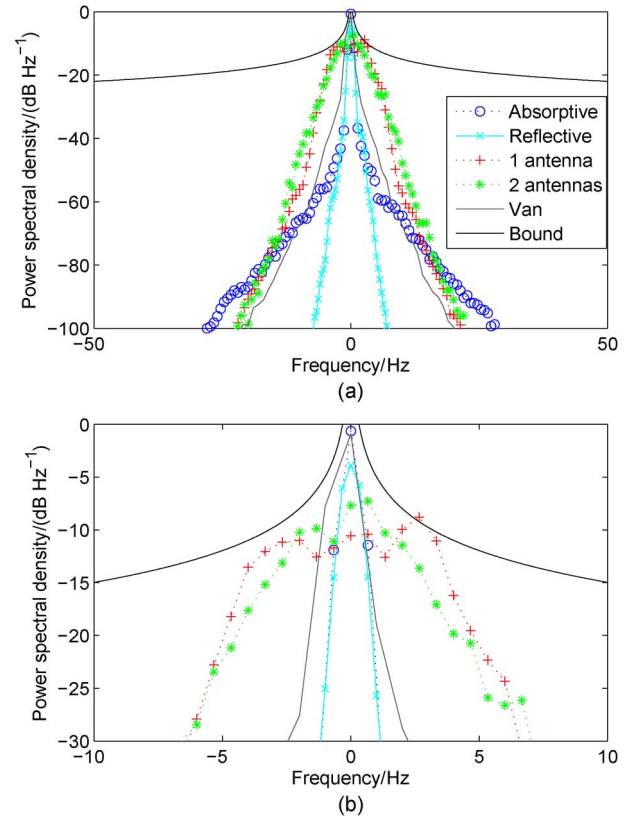 0
−20
−40
−60
−80
−100
Power spectral density/(dB Hz⁻¹)
Absorptive
Reflective
1 antenna
2 antennas
Van
Bound
−50 0 50
Frequency/Hz
(a)
0
−5
−10
−15
−20
−25
−30
Power spectral density/(dB Hz⁻¹)
−10 −5 0 5 10
Frequency/Hz
(b)